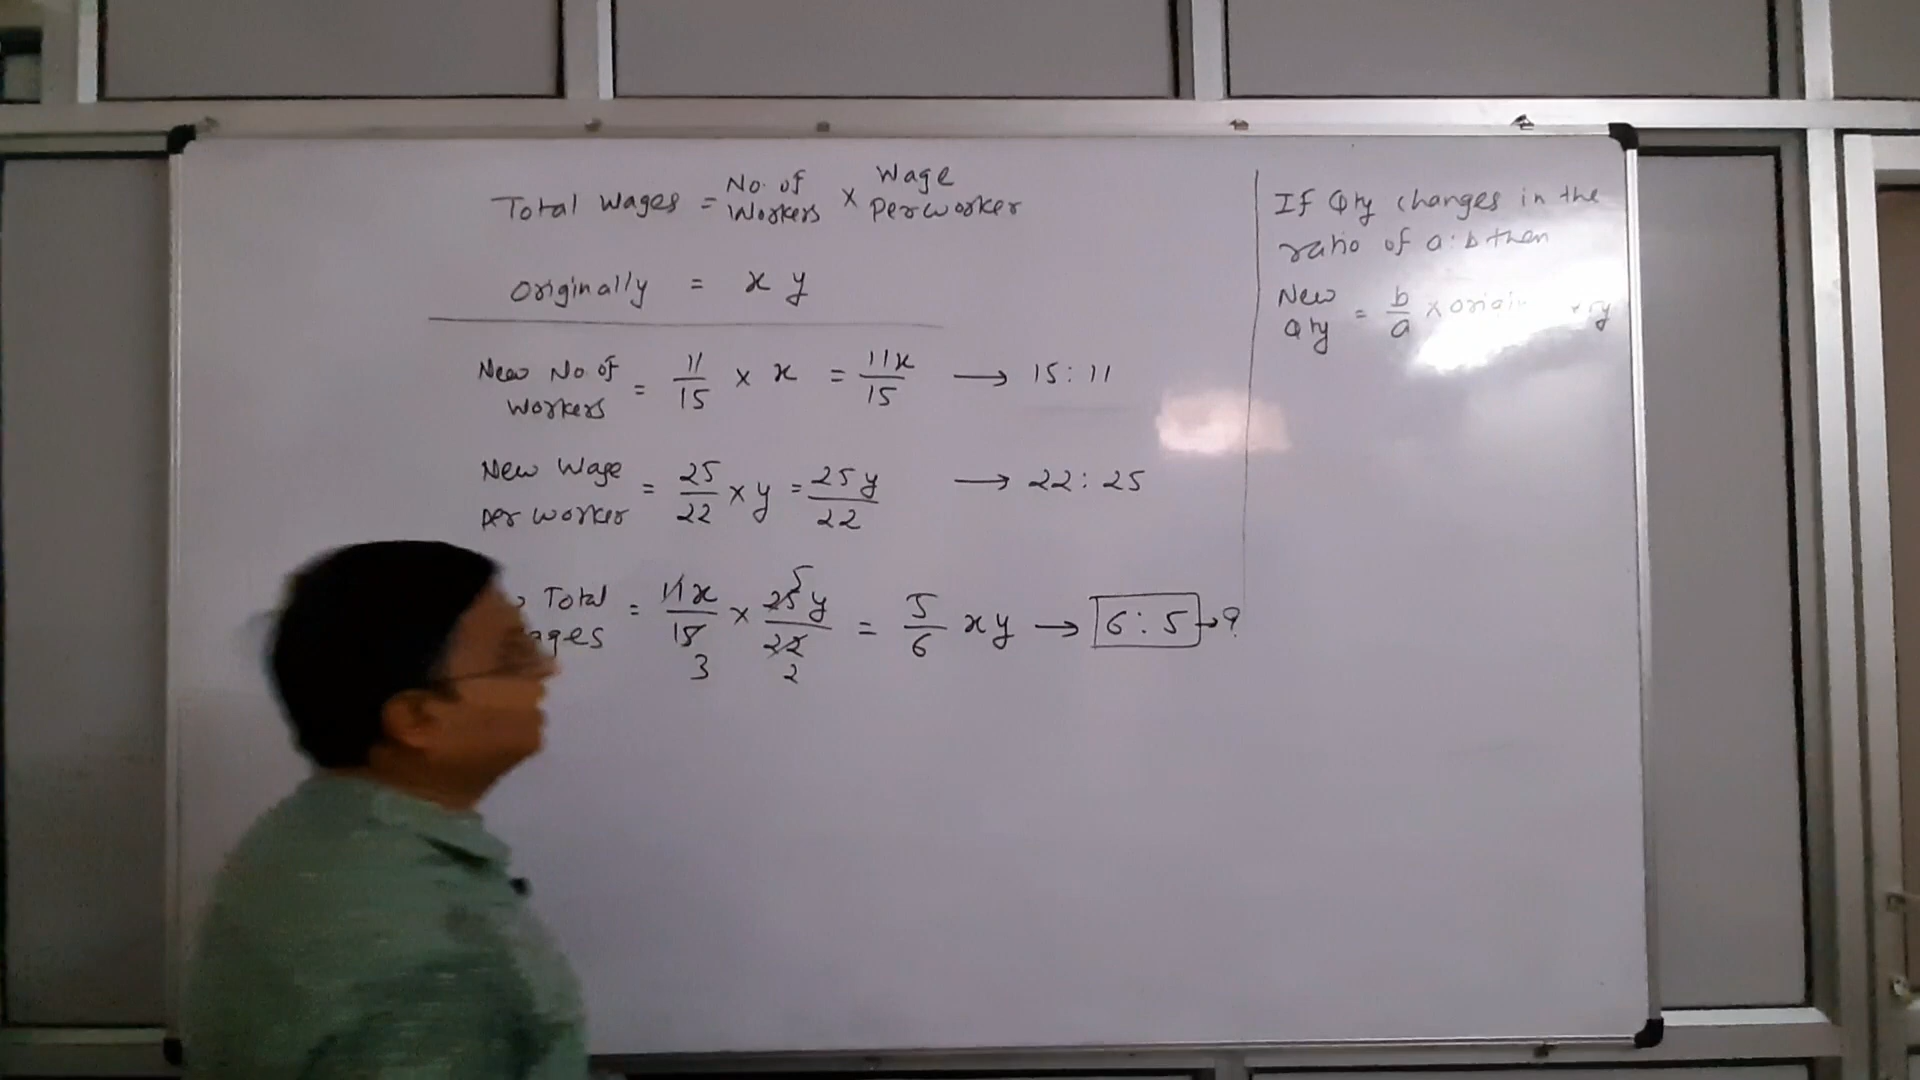 Total Wages = No. of Workers × Wage Per worker
Originally = x y
New No of workers = 11/15 × x = 11x/15 → 15 : 11
New Wage per worker = 25/22 × y = 25y/22 → 22 : 25
Total = 11x/15 × 25y/22 = 5/6 xy → 6 : 5 →
3 5 2
If Qty changes in the
ratio of a : b then
New Qty = b/a ×